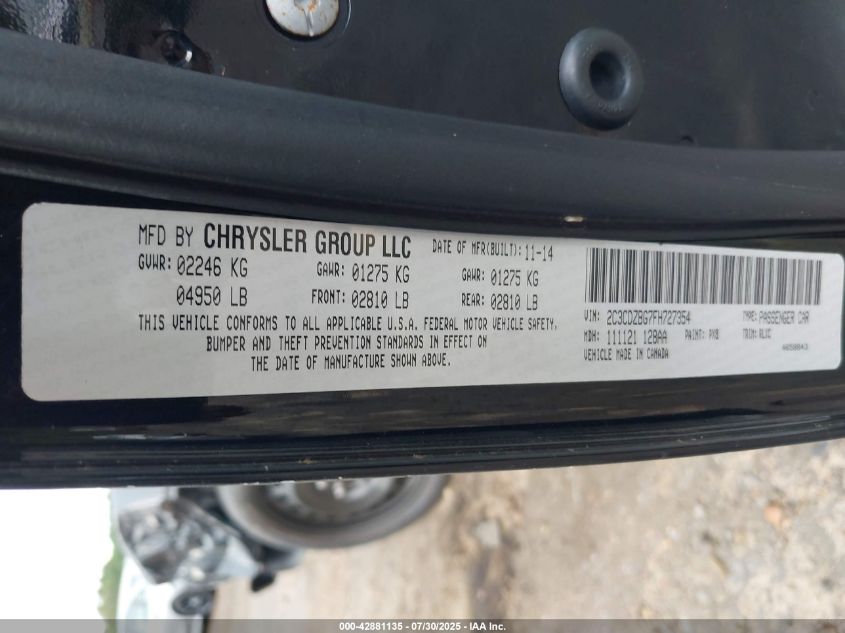 MFD BY CHRYSLER GROUP LLC
DATE OF MFR(BUILT): 11-14
GVWR: 02246 KG GAWR: 01275 KG GAWR: 01275 KG
04950 LB FRONT: 02810 LB REAR: 02810 LB
THIS VEHICLE CONFORMS TO ALL APPLICABLE U.S.A. FEDERAL MOTOR VEHICLE SAFETY,
BUMPER AND THEFT PREVENTION STANDARDS IN EFFECT ON
THE DATE OF MANUFACTURE SHOWN ABOVE.
VIN: 2C3CDZBG7FH727354 TYPE: PASSENGER CAR
MDH: 111121 128AA PAINT: PX8 TRIM:
VEHICLE MADE IN CANADA
000-42881135 - 07/30/2025 - IAA Inc.